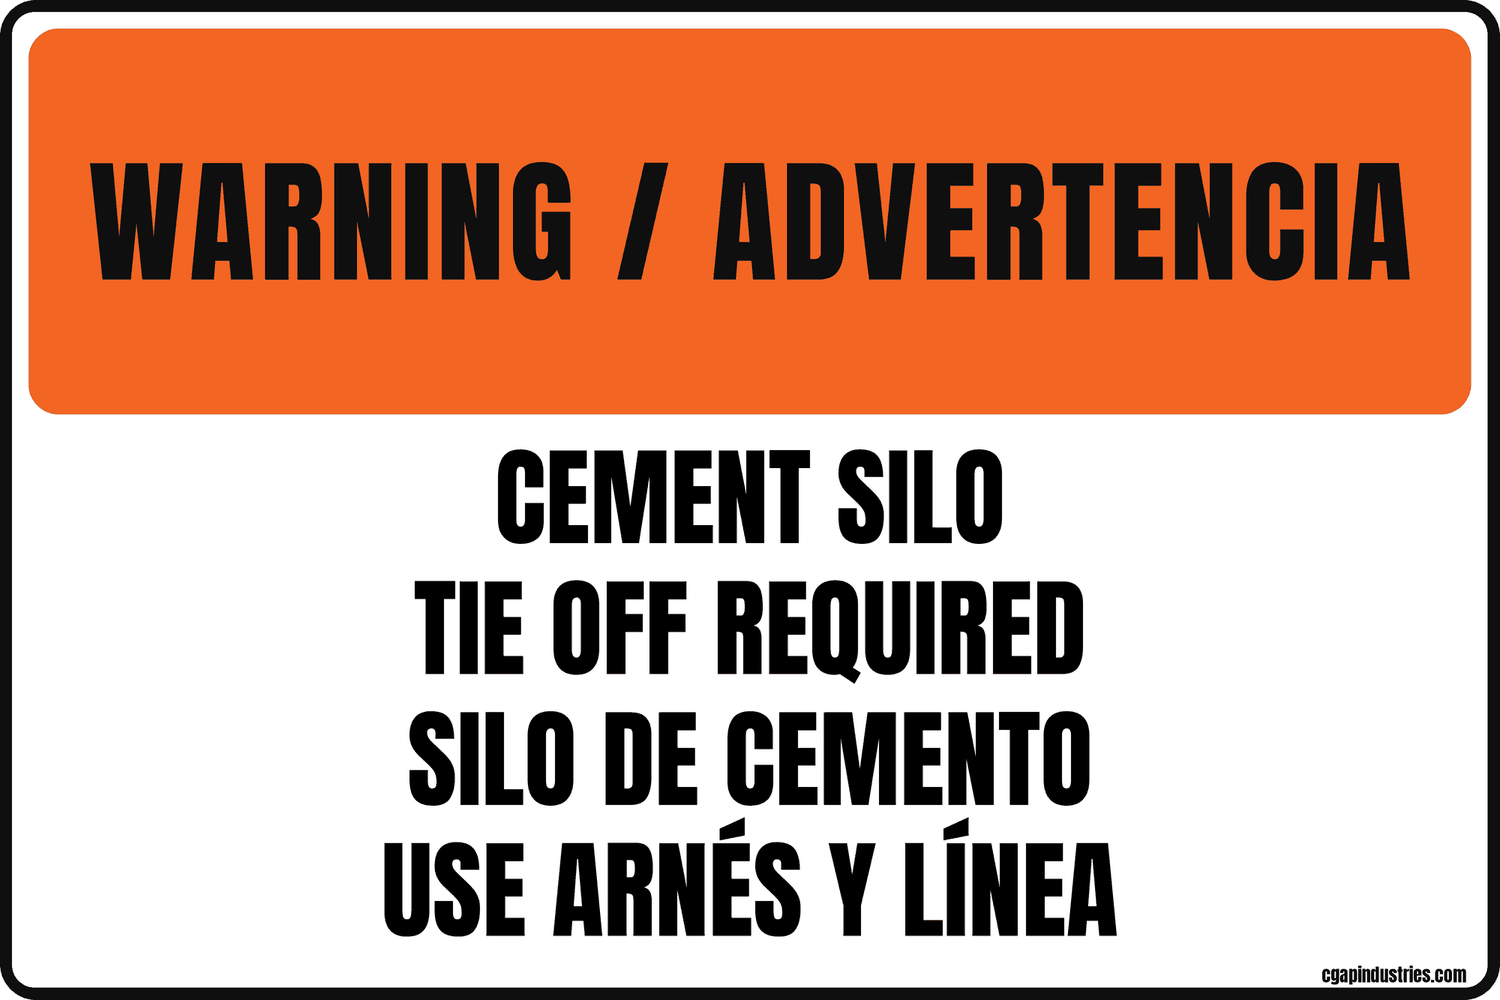 WARNING / ADVERTENCIA
CEMENT SILO
TIE OFF REQUIRED
SILO DE CEMENTO
USE ARNÉS Y LÍNEA
cgapindustries.com